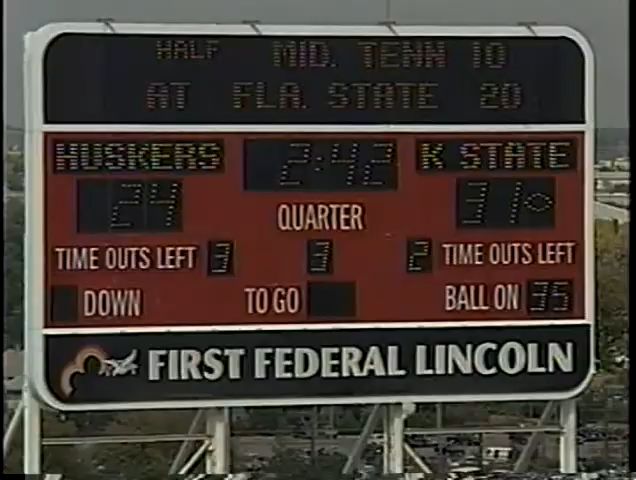 HALF MID. TENN 10
AT FLA. STATE 20
HUSKERS 2:42 K STATE
24 QUARTER 31
TIME OUTS LEFT 3 3 2 TIME OUTS LEFT
DOWN TO GO BALL ON 35
FIRST FEDERAL LINCOLN